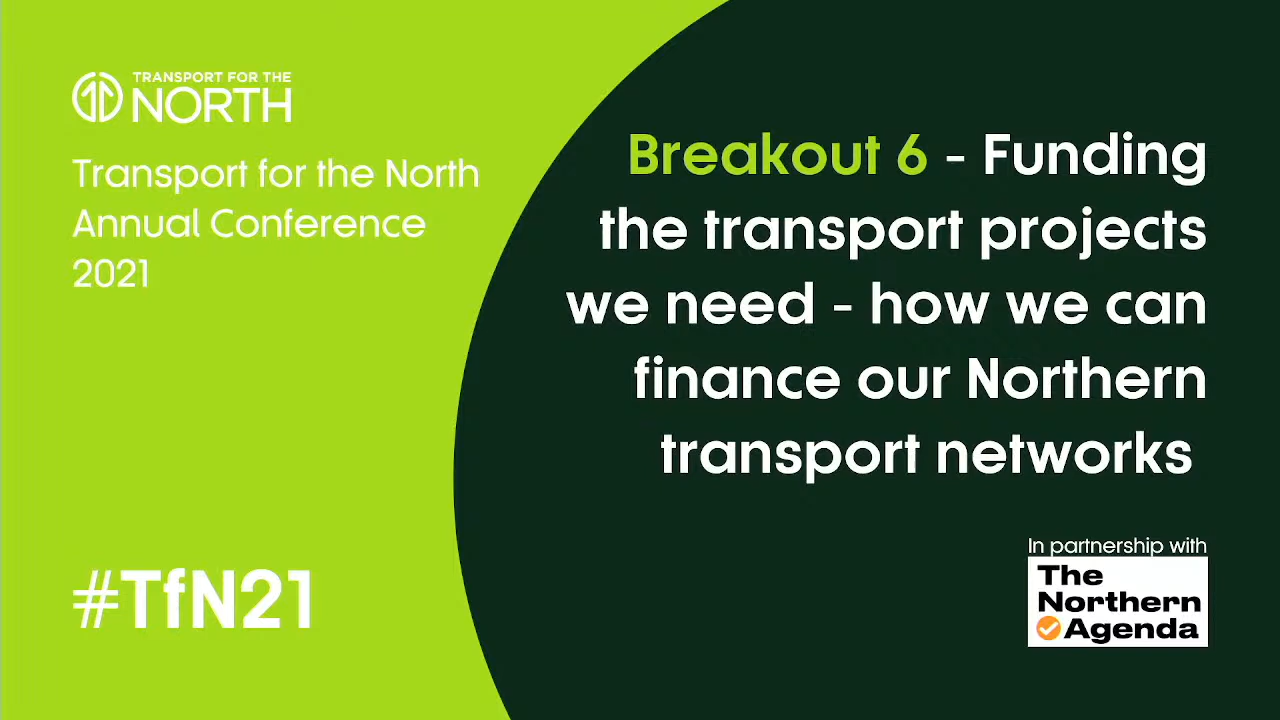 TRANSPORT FOR THE
NORTH
Transport for the North
Annual Conference
2021
#TfN21
Breakout 6 - Funding
the transport projects
we need - how we can
finance our Northern
transport networks
In partnership with
The
Northern
Agenda